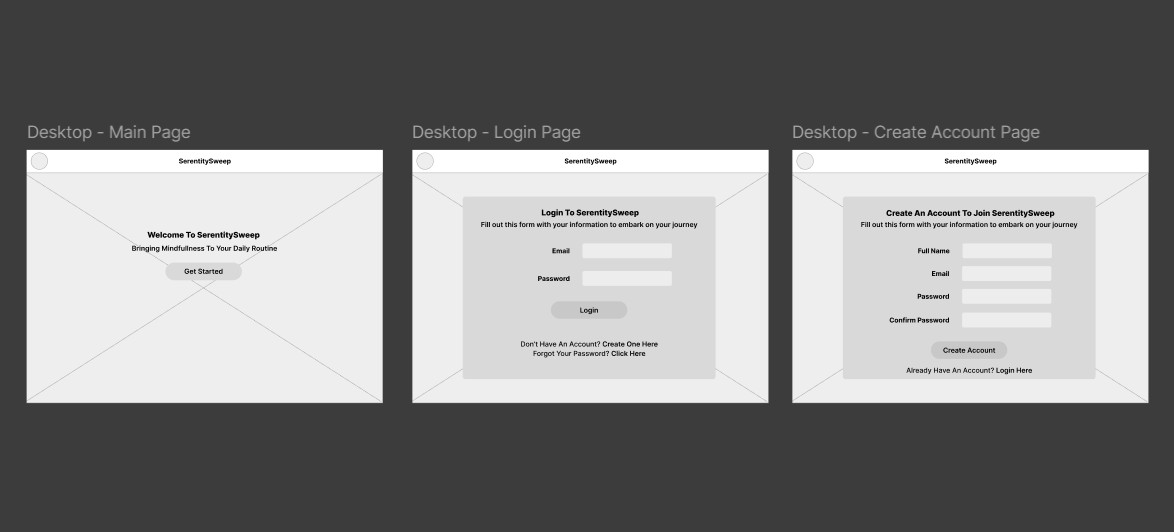 Desktop - Main Page
SerentitySweep
Welcome To SerentitySweep
Bringing Mindfulness To Your Daily Routine
Get Started
Desktop - Login Page
SerentitySweep
Login To SerentitySweep
Fill out this form with your information to embark on your journey
Email
Password
Login
Don't Have An Account? Create One Here
Forgot Your Password? Click Here
Desktop - Create Account Page
SerentitySweep
Create An Account To Join SerentitySweep
Fill out this form with your information to embark on your journey
Full Name
Email
Password
Confirm Password
Create Account
Already Have An Account? Login Here